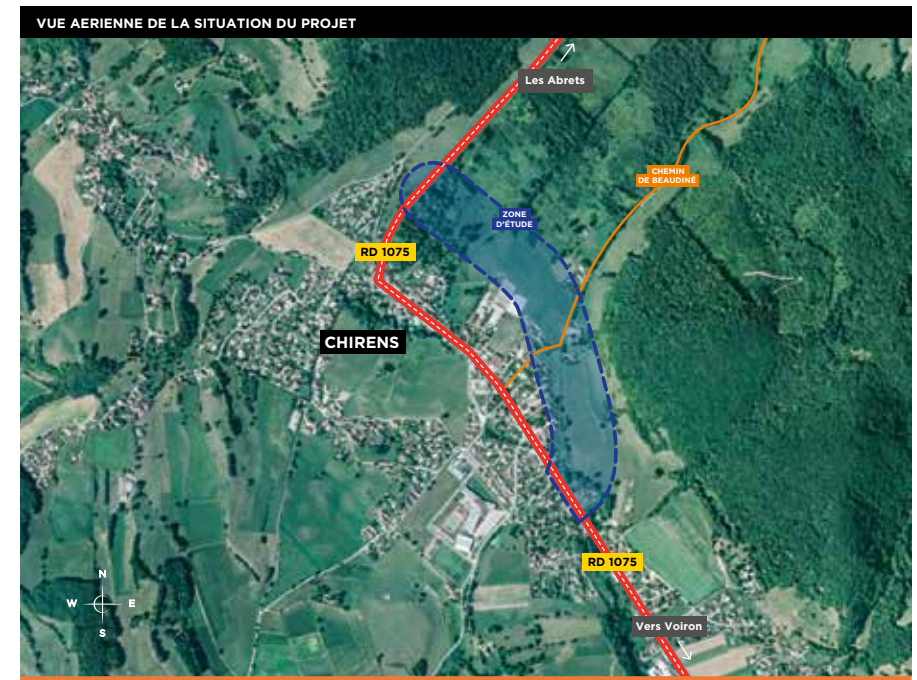 VUE AERIENNE DE LA SITUATION DU PROJET
Les Abrets
CHEMIN
DE BEAUDINÉ
ZONE
D'ÉTUDE
RD 1075
CHIRENS
RD 1075
N
W E
S
Vers Voiron